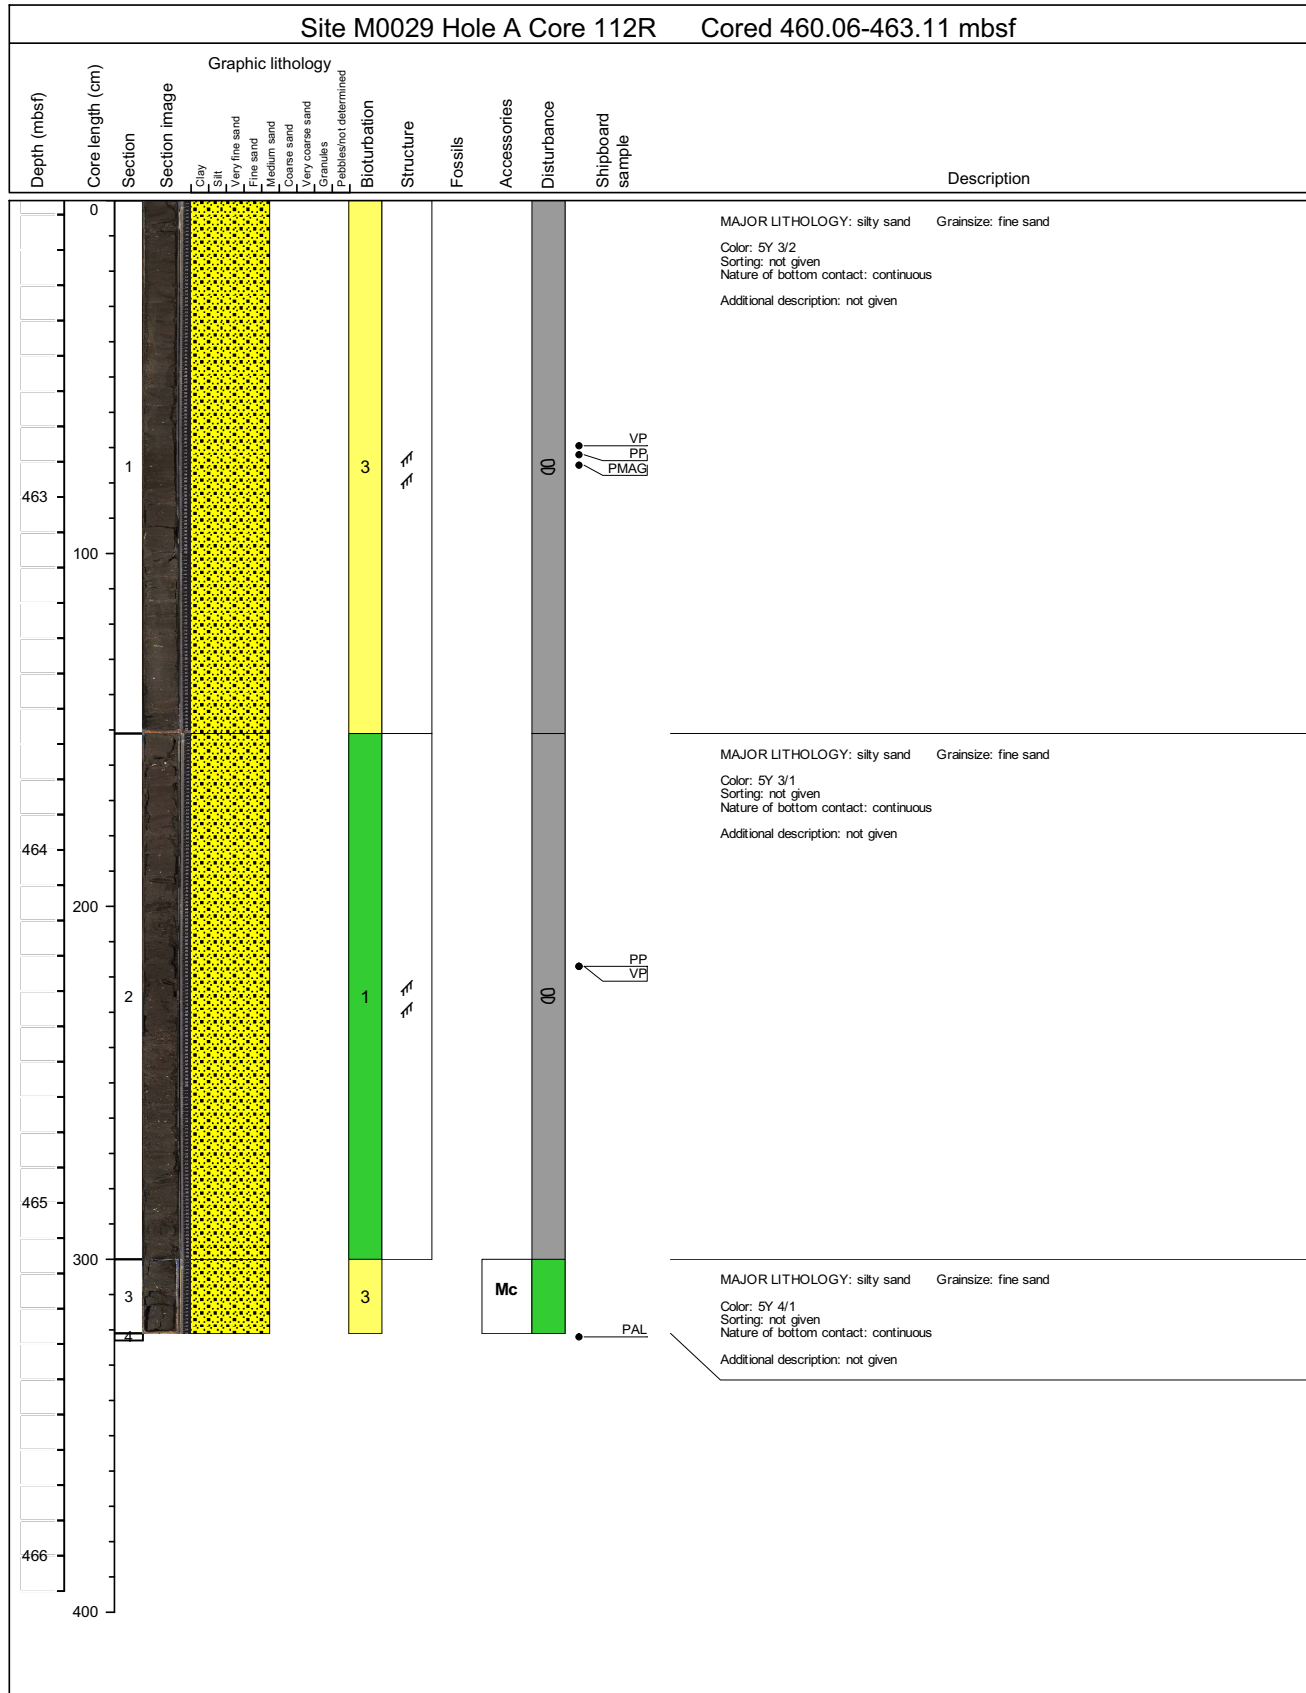 Site M0029 Hole A Core 112R Cored 460.06-463.11 mbsf
Depth (mbsf)
Core length (cm)
Section
Section image
Graphic lithology
Clay
Silt
Very fine sand
Fine sand
Medium sand
Coarse sand
Very coarse sand
Granules
Pebbles/not determined
Bioturbation
Structure
Fossils
Accessories
Disturbance
Shipboard
sample
Description
0
MAJOR LITHOLOGY: silty sand Grainsize: fine sand
Color: 5Y 3/2
Sorting: not given
Nature of bottom contact: continuous
Additional description: not given
VP
PP
PMAG
1
3
463
100
MAJOR LITHOLOGY: silty sand Grainsize: fine sand
Color: 5Y 3/1
Sorting: not given
Nature of bottom contact: continuous
Additional description: not given
464
200
PP
VP
2
1
465
300
MAJOR LITHOLOGY: silty sand Grainsize: fine sand
Color: 5Y 4/1
Sorting: not given
Nature of bottom contact: continuous
Additional description: not given
3
3
Mc
4
PAL
466
400